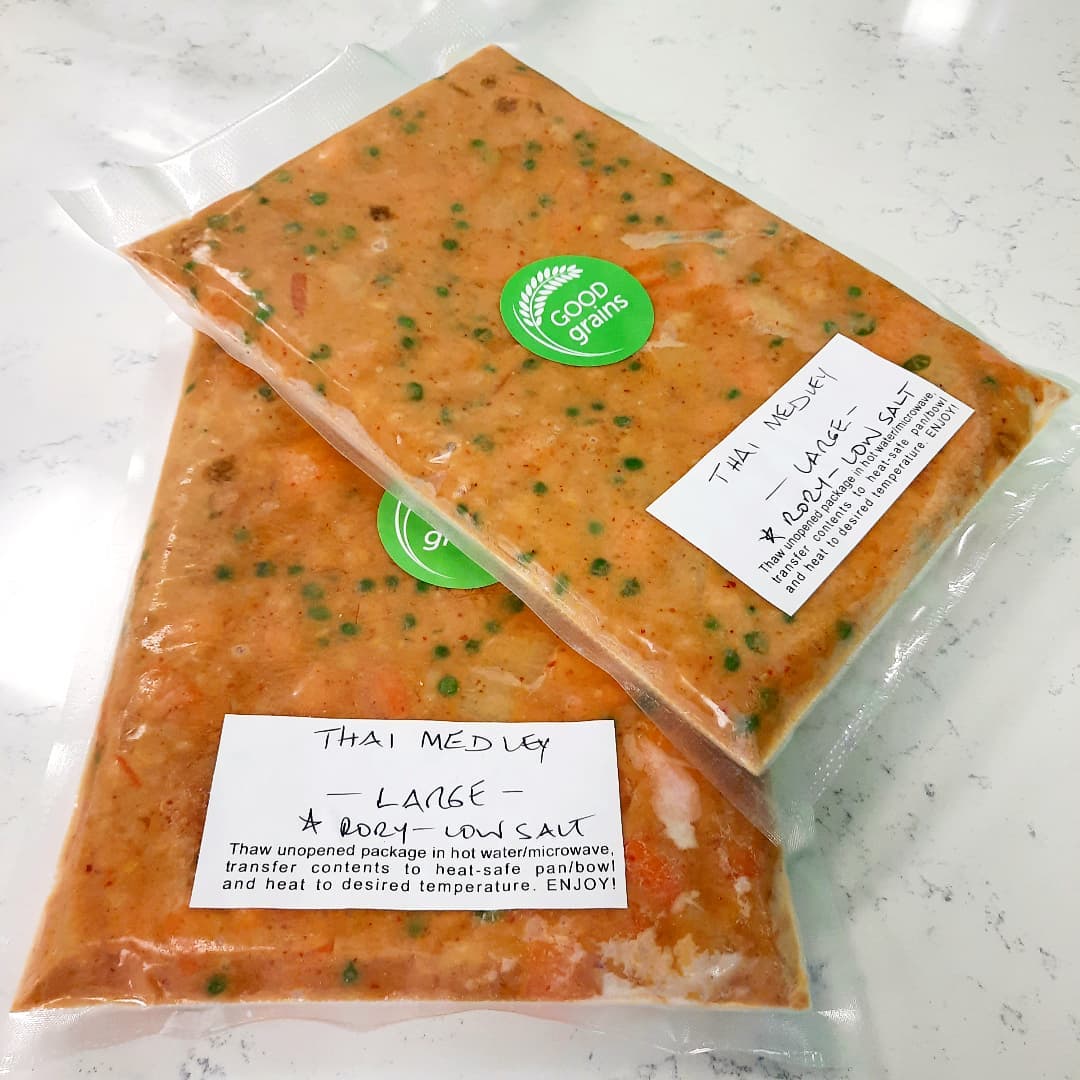 GOOD
grains
THAI MEDLEY
— LARGE —
* RORY — LOW SALT
Thaw unopened package in hot water/microwave,
transfer contents to heat-safe pan/bowl
and heat to desired temperature. ENJOY!
gr
THAI MEDLEY
— LARGE —
* RORY — LOW SALT
Thaw unopened package in hot water/microwave,
transfer contents to heat-safe pan/bowl
and heat to desired temperature. ENJOY!